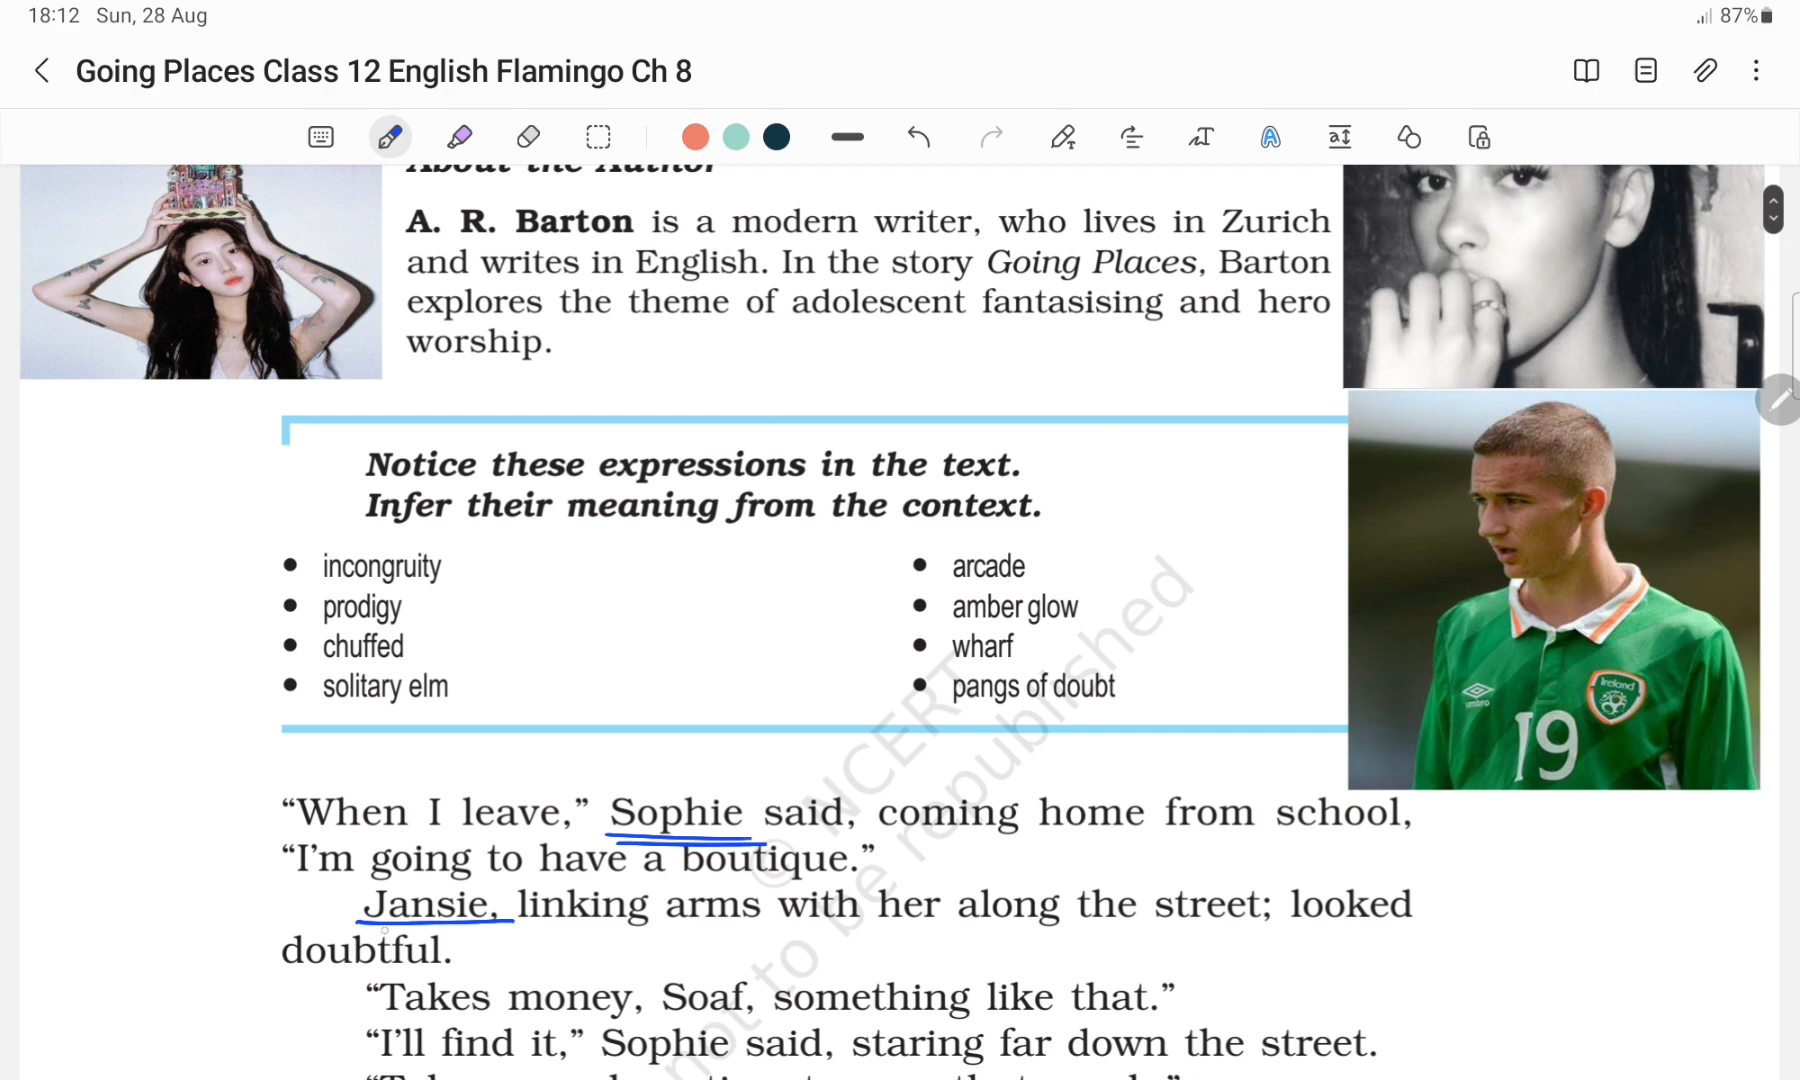 18:12 Sun, 28 Aug
87%
Going Places Class 12 English Flamingo Ch 8
About the Author
A. R. Barton is a modern writer, who lives in Zurich
and writes in English. In the story Going Places, Barton
explores the theme of adolescent fantasising and hero
worship.
Notice these expressions in the text.
Infer their meaning from the context.
• incongruity
• prodigy
• chuffed
• solitary elm
• arcade
• amber glow
• wharf
• pangs of doubt
Ireland
umbro
19
© NCERT
not to be republished
“When I leave,” Sophie said, coming home from school,
“I’m going to have a boutique.”
Jansie, linking arms with her along the street; looked
doubtful.
“Takes money, Soaf, something like that.”
“I’ll find it,” Sophie said, staring far down the street.